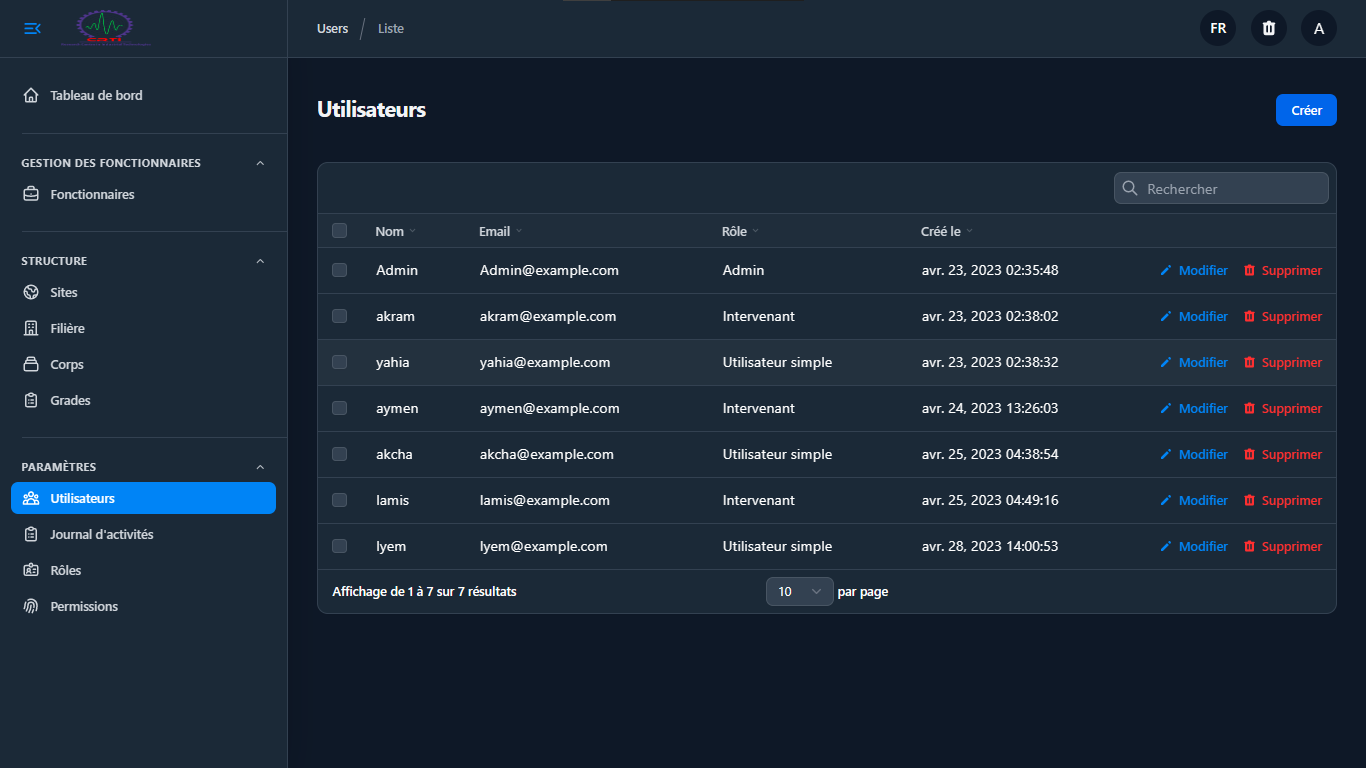 Users / Liste
FR
A
Tableau de bord
GESTION DES FONCTIONNAIRES
Fonctionnaires
STRUCTURE
Sites
Filière
Corps
Grades
PARAMÈTRES
Utilisateurs
Journal d'activités
Rôles
Permissions
Utilisateurs
Créer
Rechercher
Nom Email Rôle Créé le
Admin Admin@example.com Admin avr. 23, 2023 02:35:48 Modifier Supprimer
akram akram@example.com Intervenant avr. 23, 2023 02:38:02 Modifier Supprimer
yahia yahia@example.com Utilisateur simple avr. 23, 2023 02:38:32 Modifier Supprimer
aymen aymen@example.com Intervenant avr. 24, 2023 13:26:03 Modifier Supprimer
akcha akcha@example.com Utilisateur simple avr. 25, 2023 04:38:54 Modifier Supprimer
lamis lamis@example.com Intervenant avr. 25, 2023 04:49:16 Modifier Supprimer
lyem lyem@example.com Utilisateur simple avr. 28, 2023 14:00:53 Modifier Supprimer
Affichage de 1 à 7 sur 7 résultats
10 par page